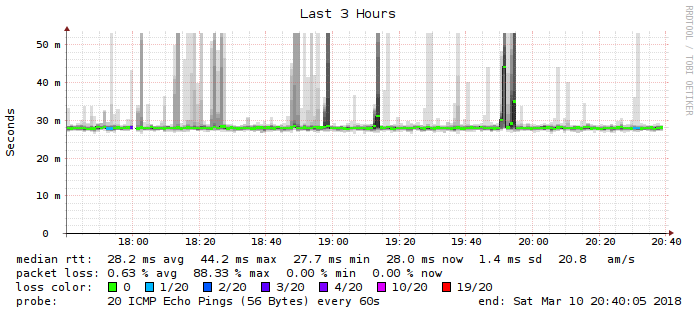 Last 3 Hours
RRDTOOL / TOBI OETIKER
Seconds
50 m
40 m
30 m
20 m
10 m
0
18:00 18:20 18:40 19:00 19:20 19:40 20:00 20:20 20:40
median rtt: 28.2 ms avg 44.2 ms max 27.7 ms min 28.0 ms now 1.4 ms sd 20.8 am/s
packet loss: 0.63 % avg 88.33 % max 0.00 % min 0.00 % now
loss color: 0 1/20 2/20 3/20 4/20 10/20 19/20
probe: 20 ICMP Echo Pings (56 Bytes) every 60s end: Sat Mar 10 20:40:05 2018